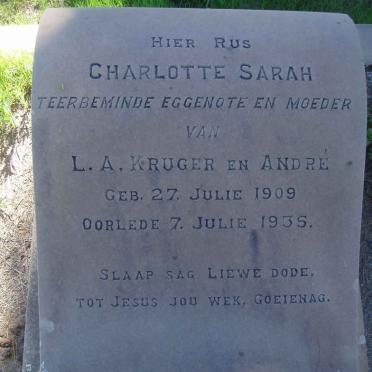 HIER RUS
CHARLOTTE SARAH
TEERBEMINDE EGGENOTE EN MOEDER
VAN
L. A. KRUGER EN ANDRÉ
GEB. 27. JULIE 1909
OORLEDE 7. JULIE 1935.
SLAAP SAG LIEWE DODE,
TOT JESUS JOU WEK, GOEIENAG.